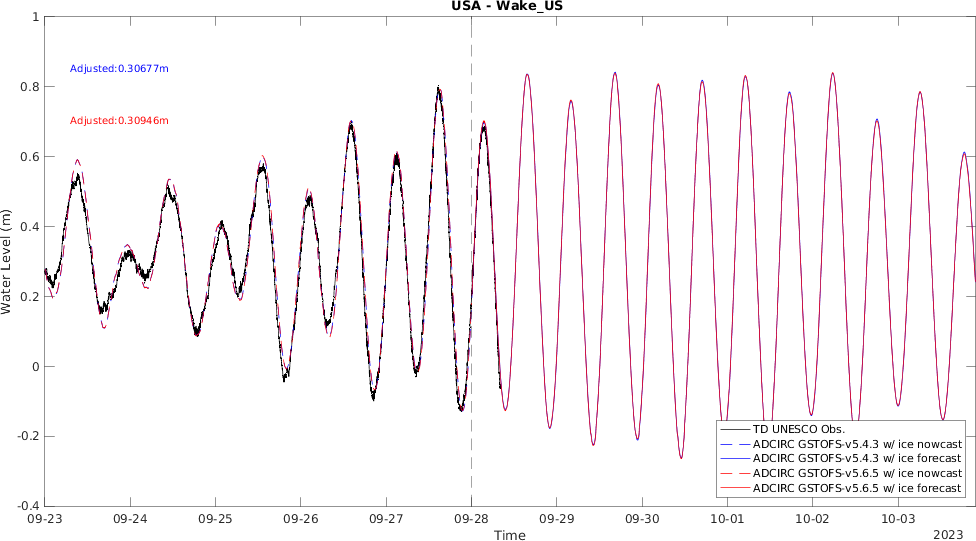 USA - Wake_US
1
0.8
0.6
0.4
0.2
0
-0.2
-0.4
Water Level (m)
Adjusted:0.30677m
Adjusted:0.30946m
TD UNESCO Obs.
ADCIRC GSTOFS-v5.4.3 w/ ice nowcast
ADCIRC GSTOFS-v5.4.3 w/ ice forecast
ADCIRC GSTOFS-v5.6.5 w/ ice nowcast
ADCIRC GSTOFS-v5.6.5 w/ ice forecast
09-23 09-24 09-25 09-26 09-27 09-28 09-29 09-30 10-01 10-02 10-03
Time
2023